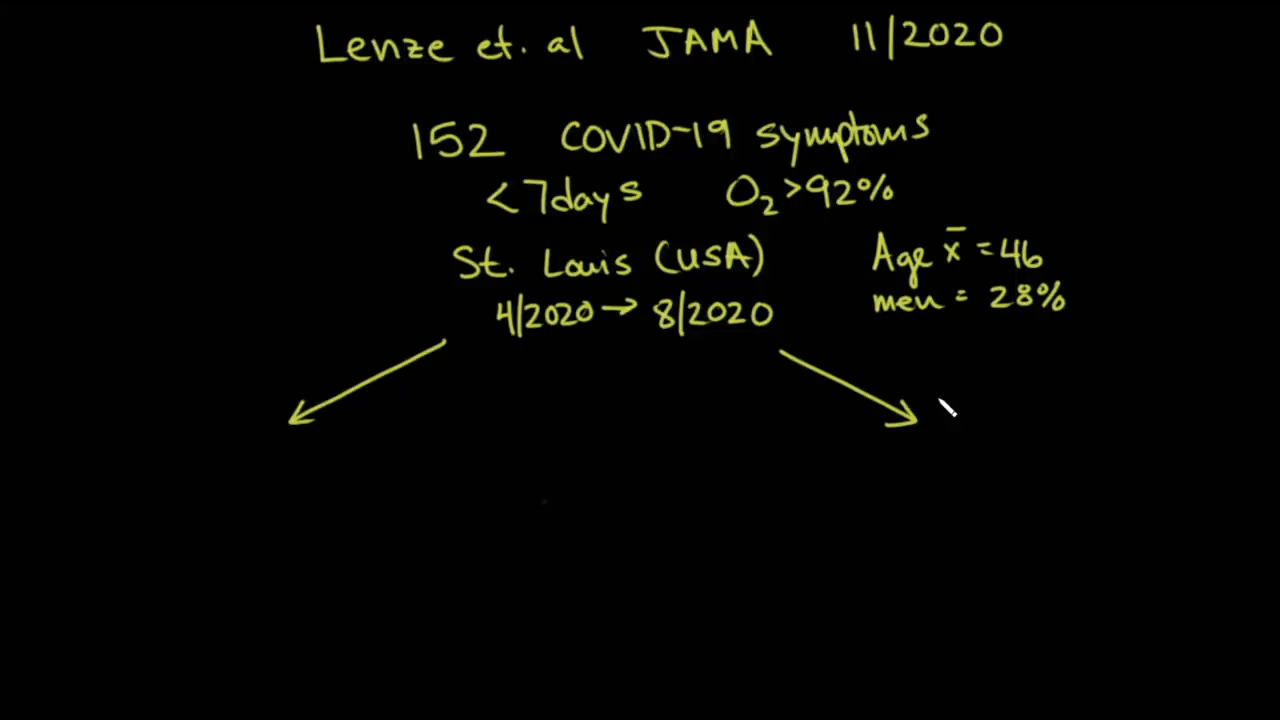 Lenze et. al JAMA 11/2020
152 COVID-19 symptoms
<7days O₂>92%
St. Louis (USA)
4/2020→8/2020
Age x̄ =46
men = 28%